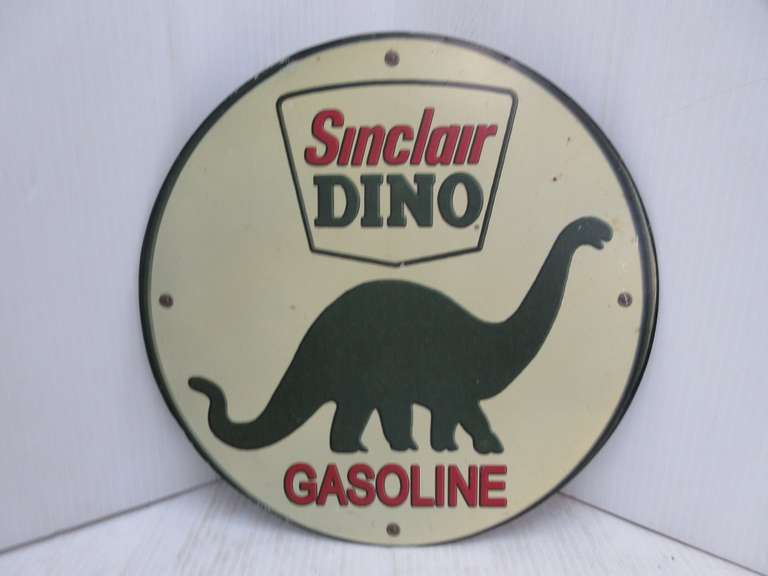 Sinclair
DINO
GASOLINE